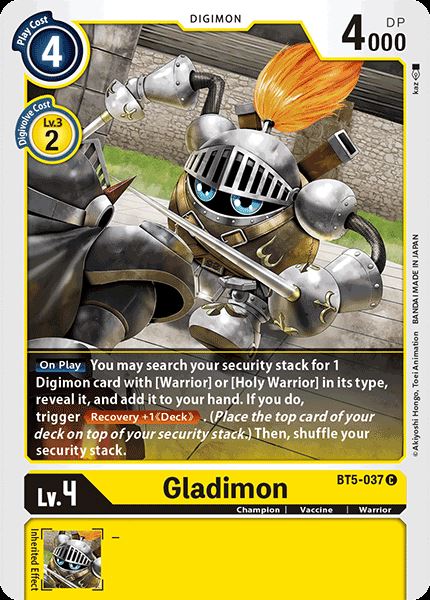 Play Cost
4
DIGIMON
DP
4000
Digivolve Cost
Lv.3
2
kaz
On Play You may search your security stack for 1
Digimon card with [Warrior] or [Holy Warrior] in its type,
reveal it, and add it to your hand. If you do,
trigger Recovery +1《Deck》. (Place the top card of your
deck on top of your security stack.) Then, shuffle your
security stack.
©Akiyoshi Hongo, Toei Animation BANDAI MADE IN JAPAN
Lv.4
Gladimon
BT5-037 C
Champion | Vaccine | Warrior
Inherited Effect
–